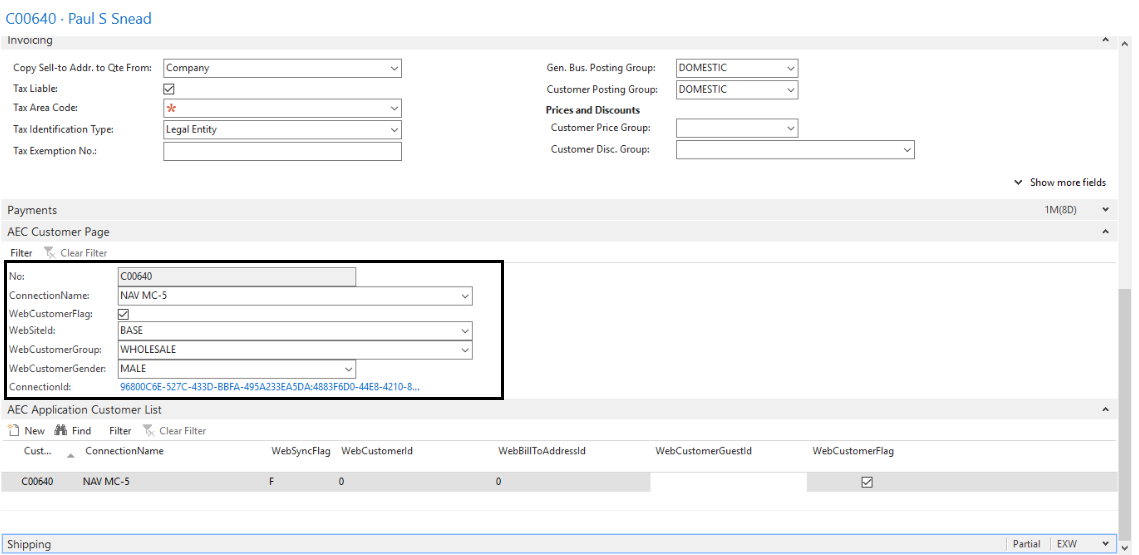 C00640 · Paul S Snead
Invoicing
Copy Sell-to Addr. to Qte From: Company
Gen. Bus. Posting Group: DOMESTIC
Tax Liable:
Customer Posting Group: DOMESTIC
Tax Area Code: *
Prices and Discounts
Tax Identification Type: Legal Entity
Customer Price Group:
Tax Exemption No.:
Customer Disc. Group:
Show more fields
Payments 1M(8D)
AEC Customer Page
Filter Clear Filter
No: C00640
ConnectionName: NAV MC-5
WebCustomerFlag:
WebSiteId: BASE
WebCustomerGroup: WHOLESALE
WebCustomerGender: MALE
ConnectionId: 96800C6E-527C-433D-BBFA-495A233EA5DA:4883F6D0-44E8-4210-8...
AEC Application Customer List
New Find Filter Clear Filter
Cust... ConnectionName WebSyncFlag WebCustomerId WebBillToAddressId WebCustomerGuestId WebCustomerFlag
C00640 NAV MC-5 F 0 0
Shipping Partial EXW